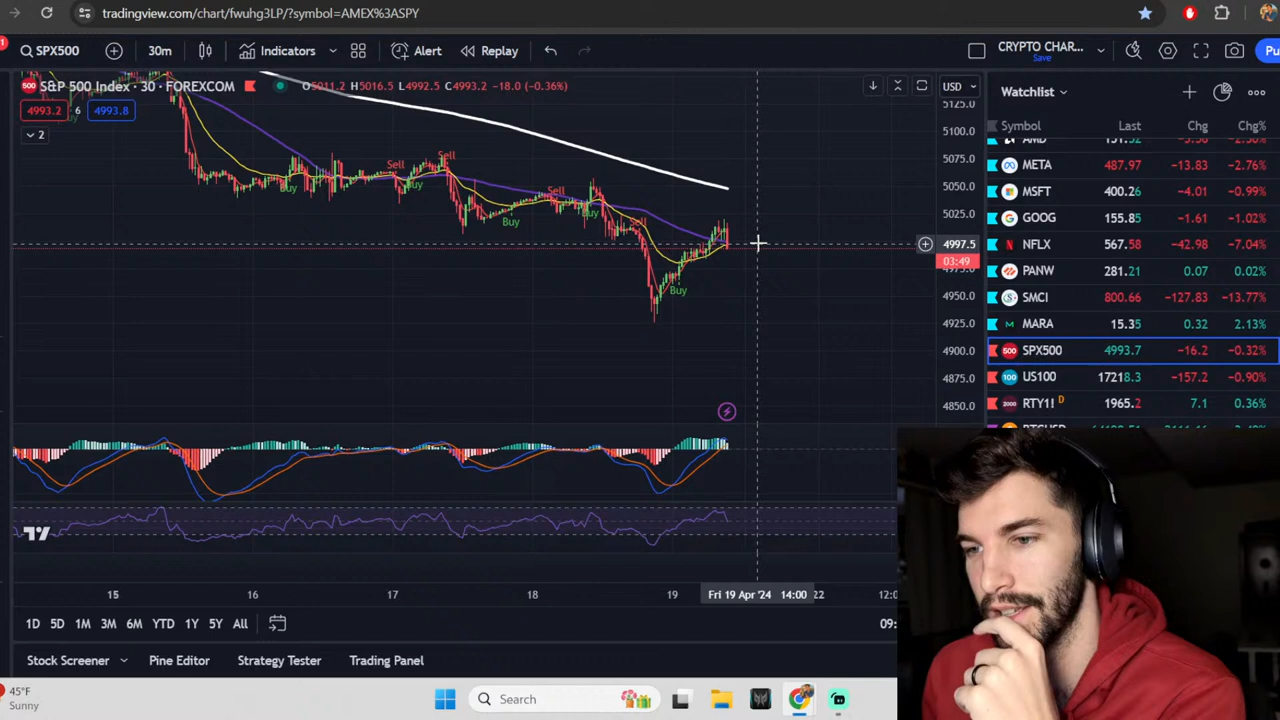 tradingview.com/chart/fwuhg3LP/?symbol=AMEX%3ASPY
SPX500 30m Indicators Alert Replay CRYPTO CHAR... Save Pu
500 S&P 500 Index · 30 · FOREXCOM O5011.2 H5016.5 L4992.5 C4993.2 −18.0 (−0.36%)
4993.2 6 4993.8
2
USD
5125.0
5100.0
5075.0
5050.0
5025.0
4997.5
03:49
4975.0
4950.0
4925.0
4900.0
4875.0
4850.0
Buy
Sell
Buy
Sell
Buy
Sell
Buy
Sell
Buy
15 16 17 18 19 Fri 19 Apr '24 14:00 22 12:0
1D 5D 1M 3M 6M YTD 1Y 5Y All 09:
Stock Screener Pine Editor Strategy Tester Trading Panel
Watchlist
Symbol Last Chg Chg%
META 487.97 −13.83 −2.76%
MSFT 400.26 −4.01 −0.99%
GOOG 155.85 −1.61 −1.02%
NFLX 567.58 −42.98 −7.04%
PANW 281.21 0.07 0.02%
SMCI 800.66 −127.83 −13.77%
MARA 15.35 0.32 2.13%
500 SPX500 4993.7 −16.2 −0.32%
100 US100 17218.3 −157.2 −0.90%
2000 RTY1! D 1965.2 7.1 0.36%
45°F
Sunny
Search